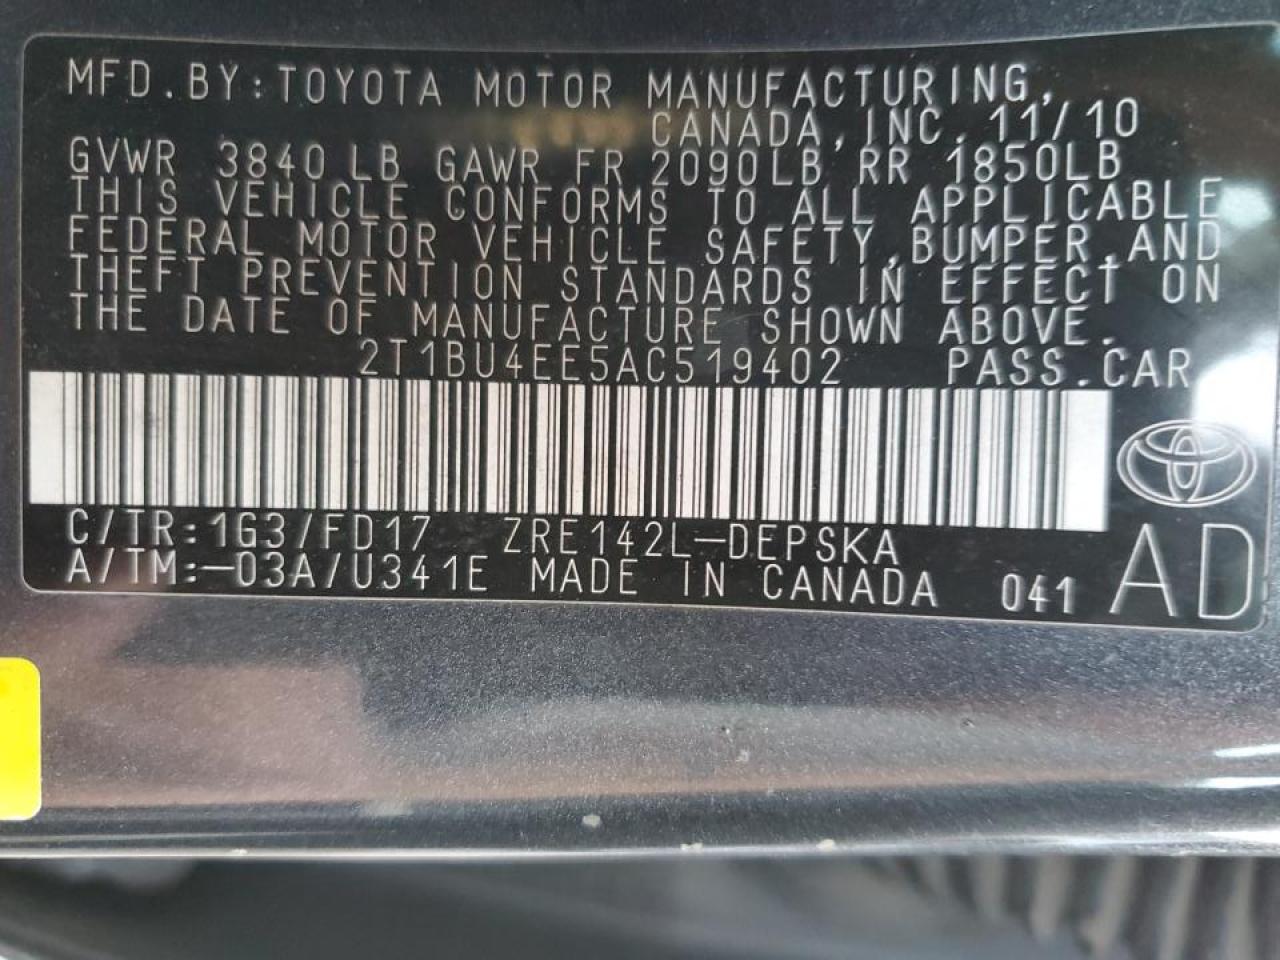 MFD.BY:TOYOTA MOTOR MANUFACTURING,
CANADA,INC. 11/10
GVWR 3840 LB GAWR FR 2090LB RR 1850LB
THIS VEHICLE CONFORMS TO ALL APPLICABLE
FEDERAL MOTOR VEHICLE SAFETY,BUMPER,AND
THEFT PREVENTION STANDARDS IN EFFECT ON
THE DATE OF MANUFACTURE SHOWN ABOVE.
2T1BU4EE5AC519402 PASS.CAR
C/TR:1G3/FD17 ZRE142L-DEPSKA
A/TM:-03A/U341E MADE IN CANADA 041 AD